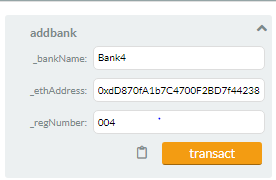 addbank
_bankName: Bank4
_ethAddress: 0xdD870fA1b7C4700F2BD7f44238
_regNumber: 004
transact